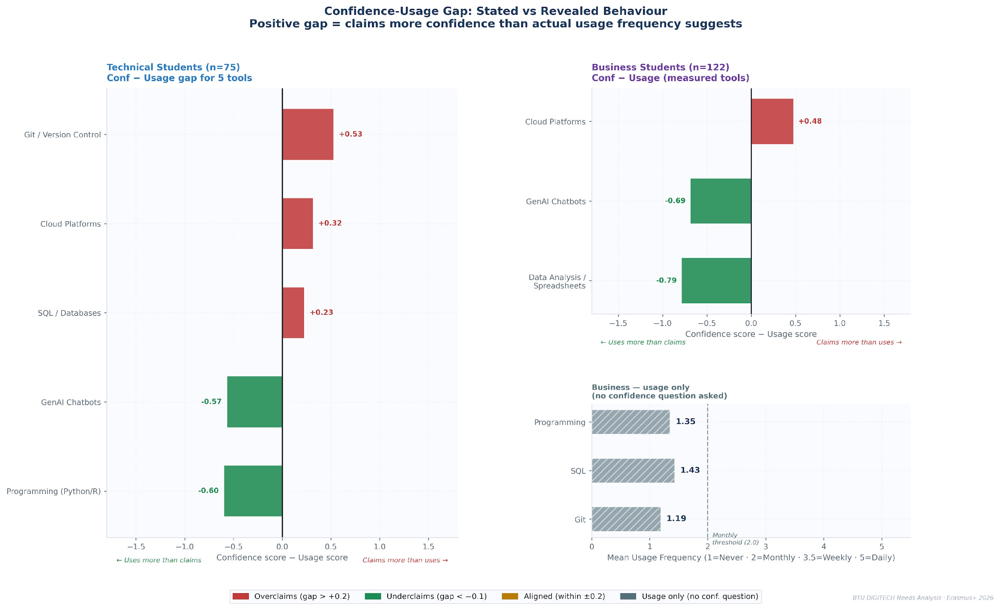 Confidence-Usage Gap: Stated vs Revealed Behaviour
Positive gap = claims more confidence than actual usage frequency suggests
Technical Students (n=75)
Conf − Usage gap for 5 tools
Git / Version Control
+0.53
Cloud Platforms
+0.32
SQL / Databases
+0.23
GenAI Chatbots
-0.57
Programming (Python/R)
-0.60
−1.5 −1.0 −0.5 0.0 0.5 1.0 1.5
Confidence score − Usage score
← Uses more than claims
Claims more than uses →
Business Students (n=122)
Conf − Usage (measured tools)
Cloud Platforms
+0.48
GenAI Chatbots
-0.69
Data Analysis /
Spreadsheets
-0.79
−1.5 −1.0 −0.5 0.0 0.5 1.0 1.5
Confidence score − Usage score
← Uses more than claims
Claims more than uses →
Business — usage only
(no confidence question asked)
Programming
1.35
SQL
1.43
Git
1.19
Monthly
threshold (2.0)
0 1 2 3 4 5
Mean Usage Frequency (1=Never · 2=Monthly · 3.5=Weekly · 5=Daily)
Overclaims (gap > +0.2)
Underclaims (gap < −0.1)
Aligned (within ±0.2)
Usage only (no conf. question)
BTU DIGITECH Needs Analysis · Erasmus+ 2026